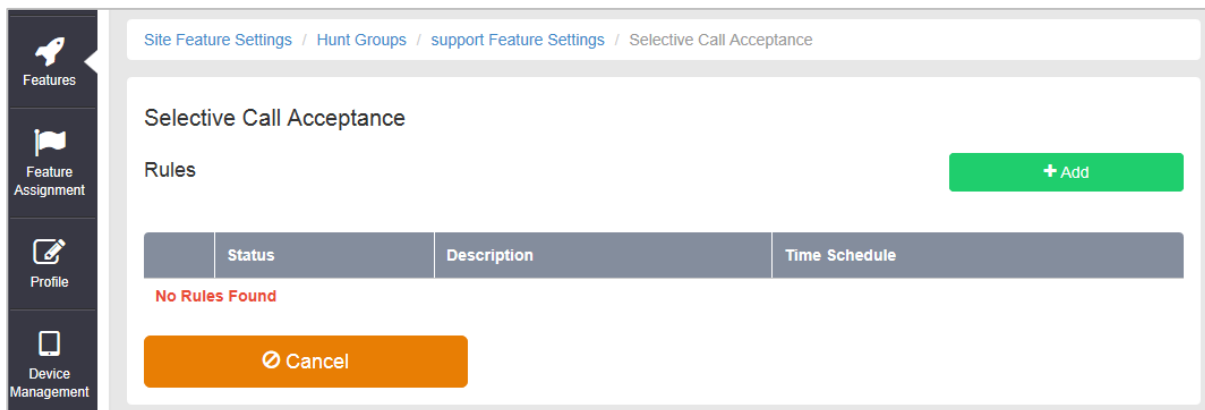 Features
Feature
Assignment
Profile
Device
Management
Site Feature Settings / Hunt Groups / support Feature Settings / Selective Call Acceptance
Selective Call Acceptance
Rules
+ Add
Status Description Time Schedule
No Rules Found
Cancel